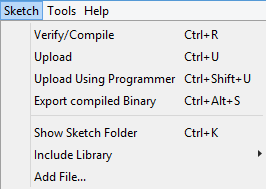 Sketch Tools Help
Verify/Compile Ctrl+R
Upload Ctrl+U
Upload Using Programmer Ctrl+Shift+U
Export compiled Binary Ctrl+Alt+S
Show Sketch Folder Ctrl+K
Include Library
Add File...